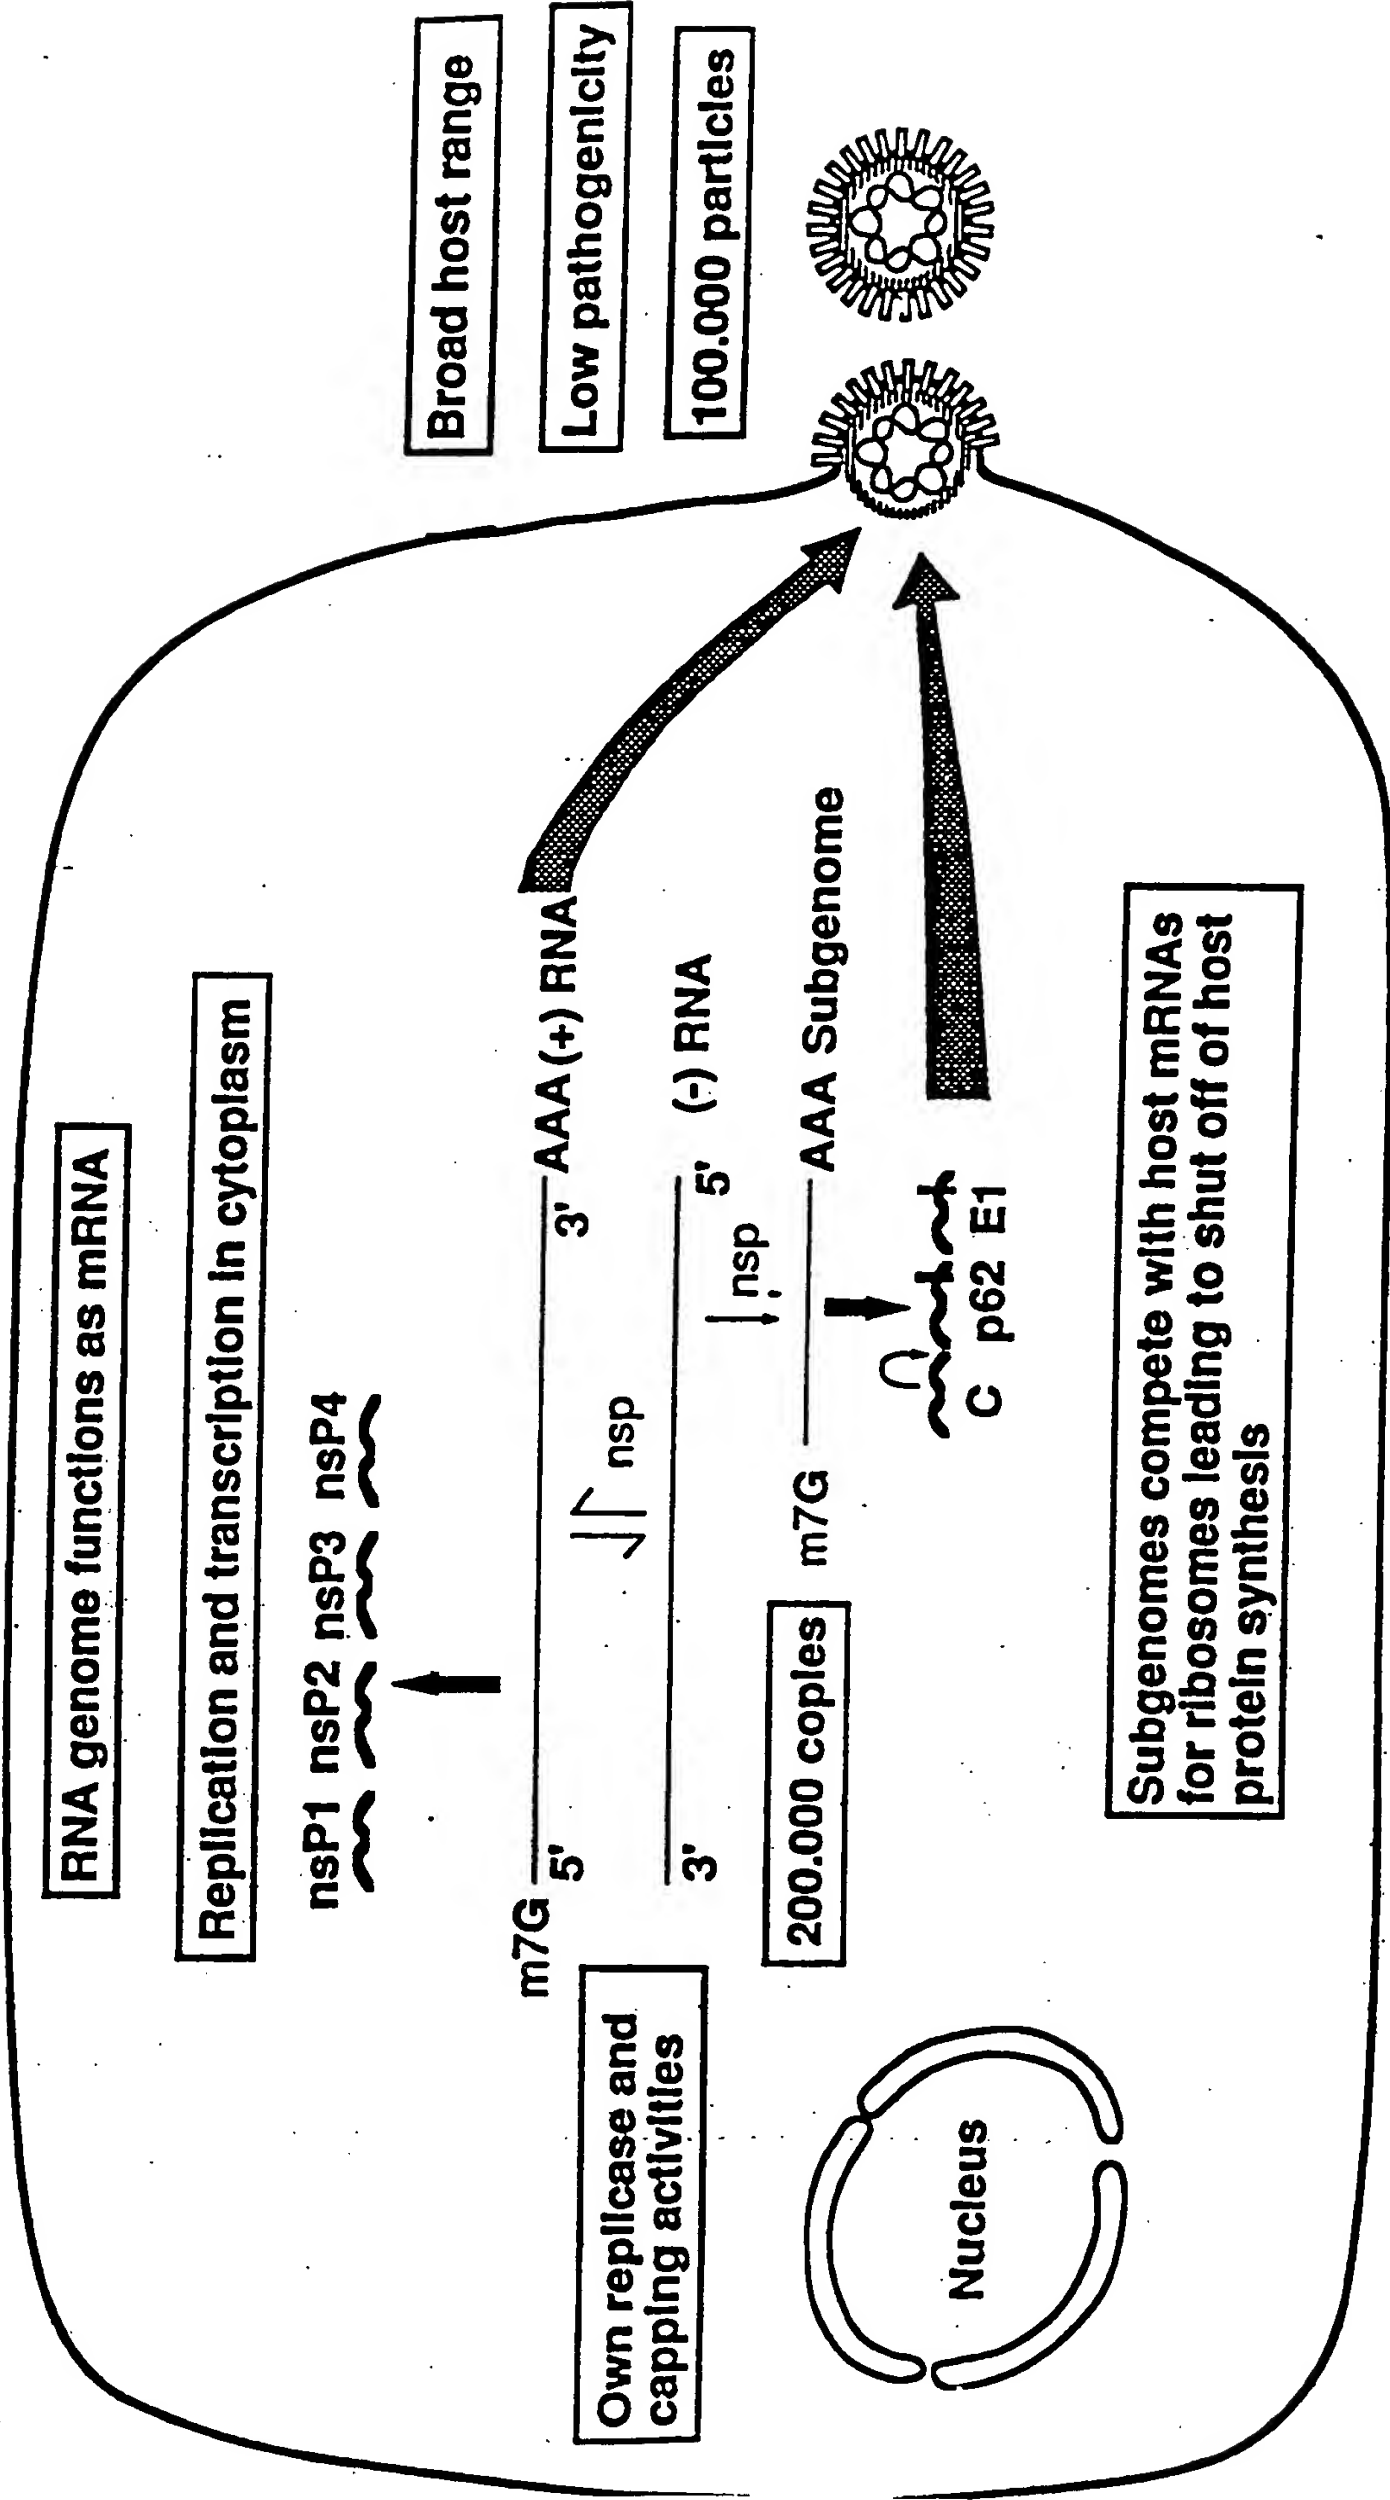 RNA genome functions as mRNA
Replication and transcription in cytoplasm
Broad host range
Low pathogenicity
100.000 particles
nsP1 nsP2 nsP3 nsP4
m7G
AAA (+) RNA
5'
3'
nsp
(-) RNA
3'
5'
nsp
Own replicase and
capping activities
200.000 copies
m7G
AAA Subgenome
C p62 E1
Nucleus
Subgenomes compete with host mRNAs
for ribosomes leading to shut off of host
protein synthesis